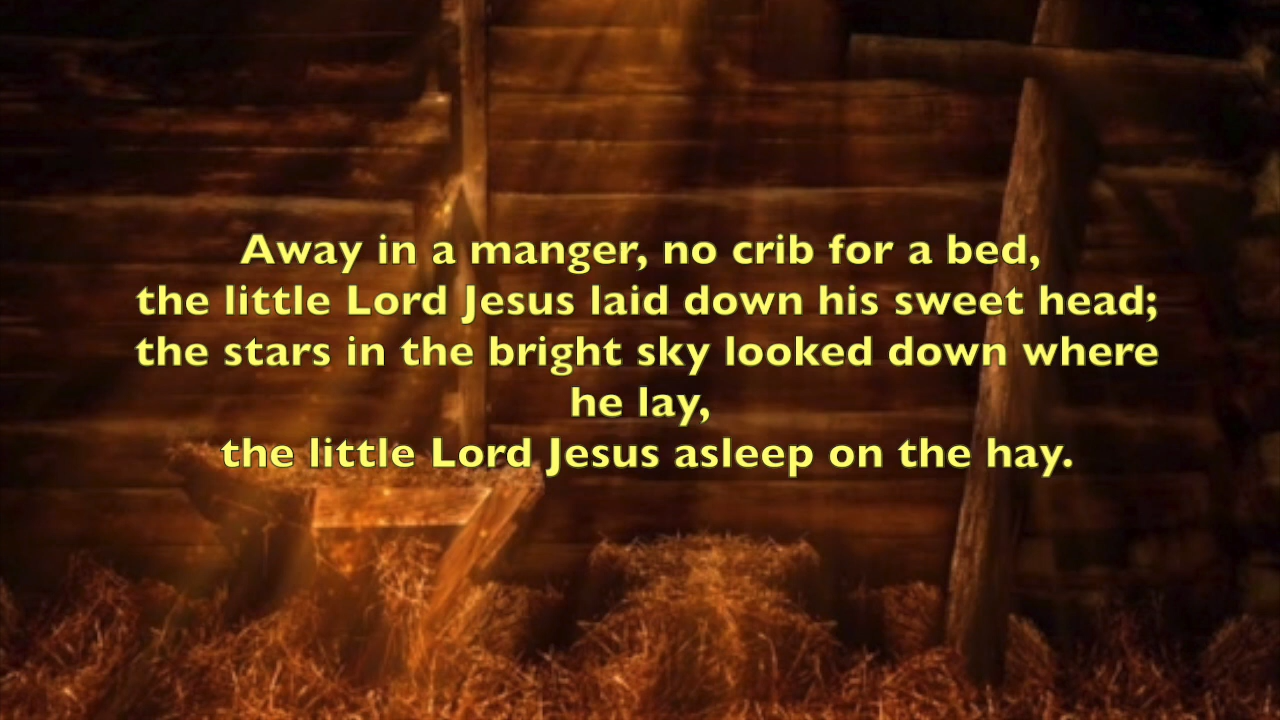 Away in a manger, no crib for a bed,
the little Lord Jesus laid down his sweet head;
the stars in the bright sky looked down where
he lay,
the little Lord Jesus asleep on the hay.